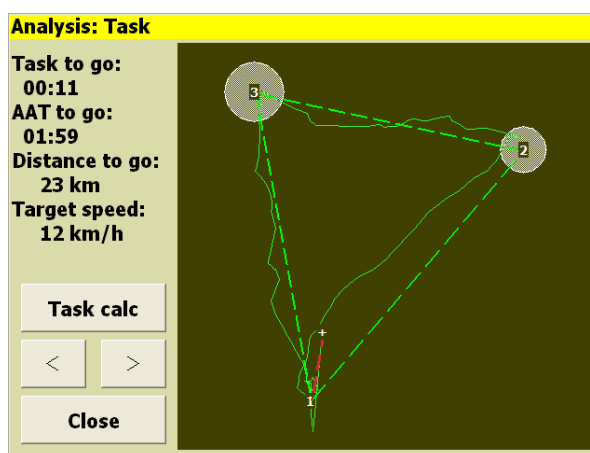 Analysis: Task
Task to go:
00:11
AAT to go:
01:59
Distance to go:
23 km
Target speed:
12 km/h
Task calc
< >
Close
3
2
+
1